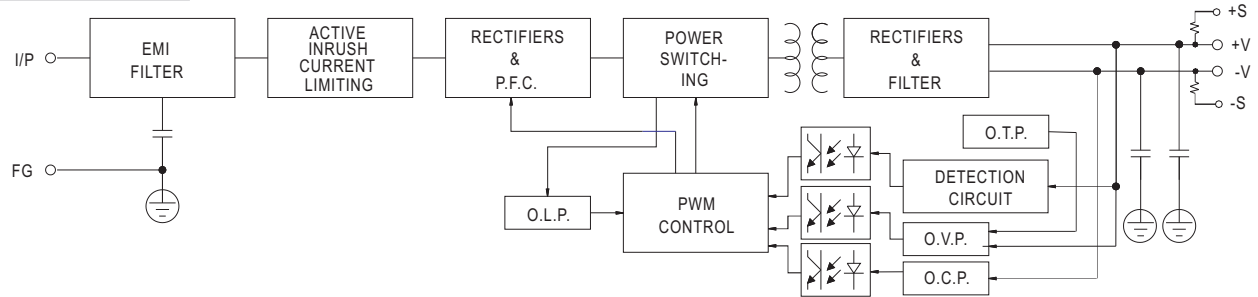 I/P
EMI
FILTER
ACTIVE
INRUSH
CURRENT
LIMITING
RECTIFIERS
&
P.F.C.
POWER
SWITCH-
ING
RECTIFIERS
&
FILTER
+S
+V
-V
-S
FG
O.T.P.
DETECTION
CIRCUIT
O.L.P.
PWM
CONTROL
O.V.P.
O.C.P.